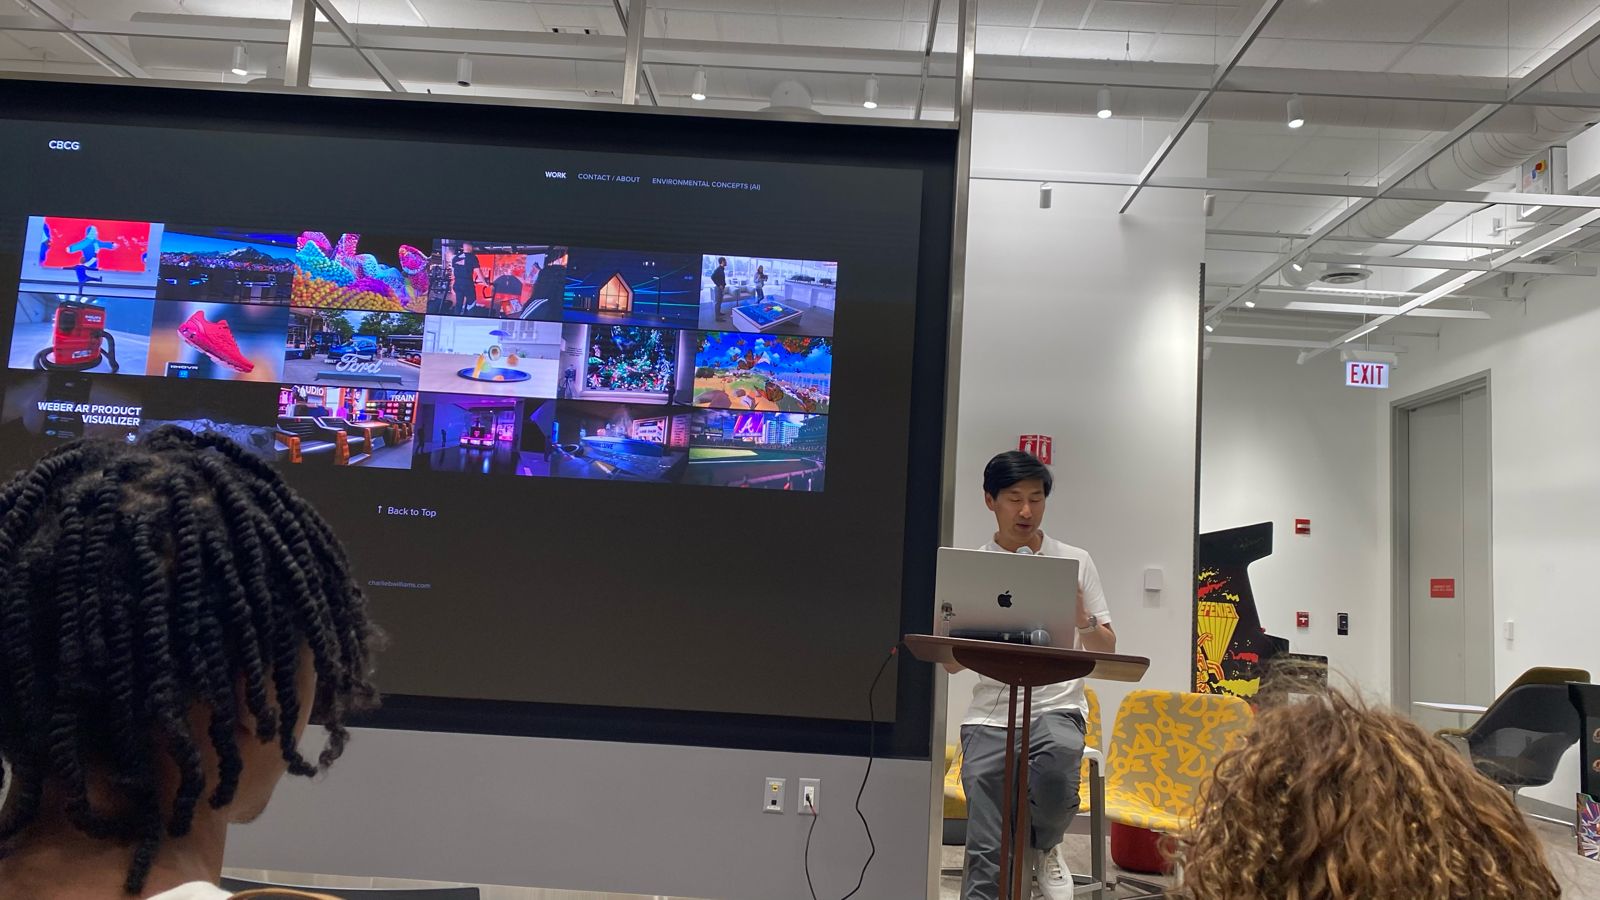 CBCG
WORK
CONTACT / ABOUT
ENVIRONMENTAL CONCEPTS (AI)
Ford
WEBER AR PRODUCT
VISUALIZER
AUDIO
TRAIN
↑ Back to Top
charliebwilliams.com
EXIT
DEFENDER